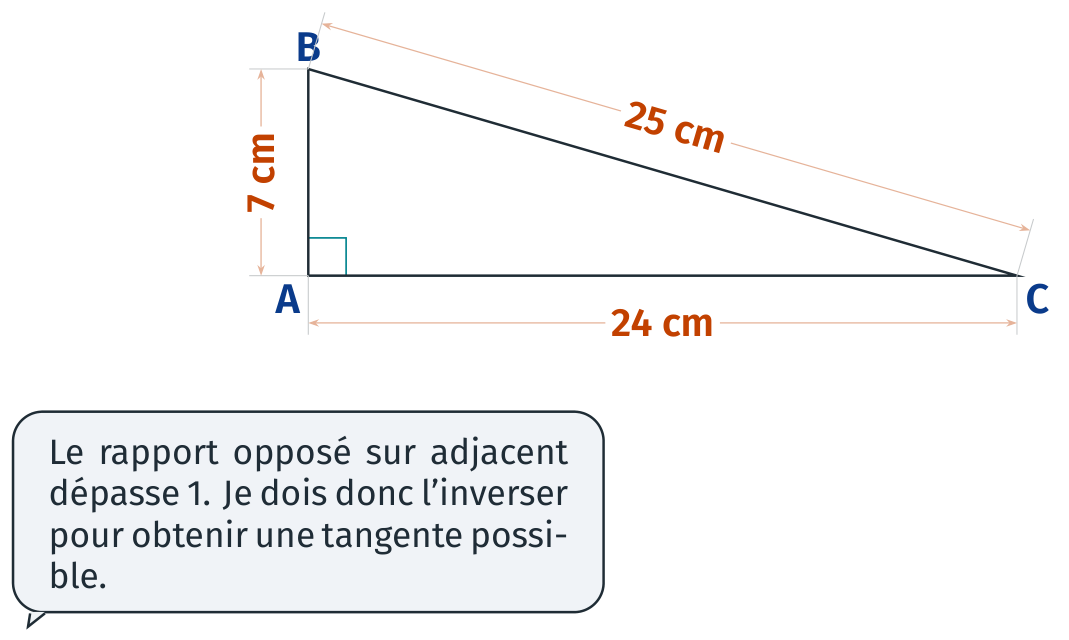 B
25 cm
7 cm
A
C
24 cm
Le rapport opposé sur adjacent
dépasse 1. Je dois donc l’inverser
pour obtenir une tangente possi-
ble.